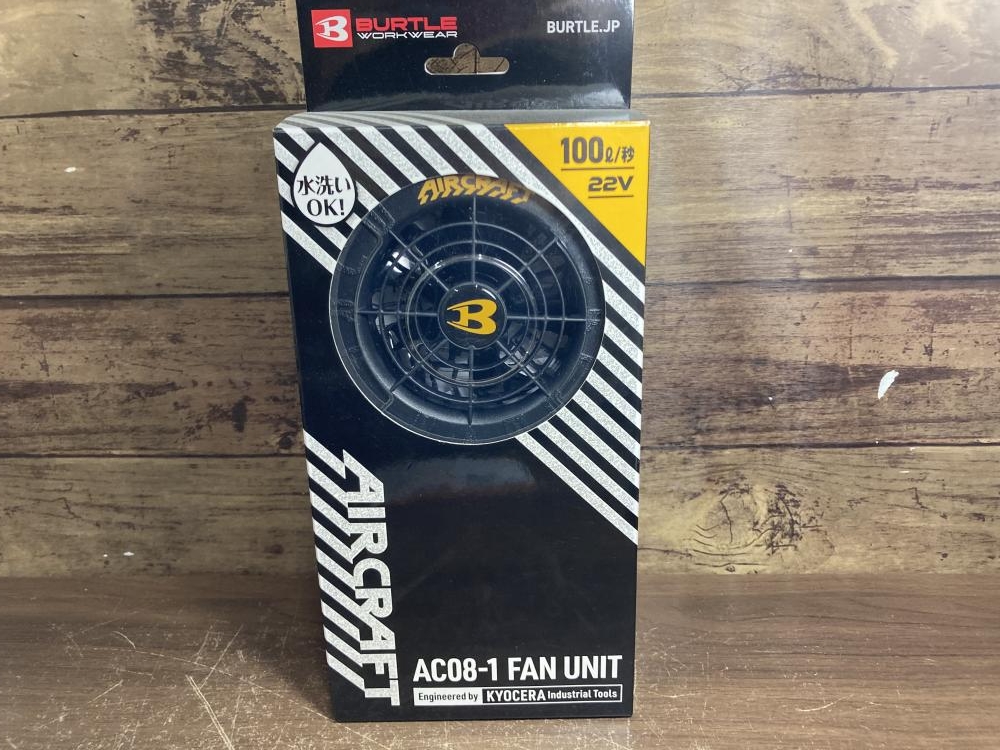 BURTLE
WORKWEAR
BURTLE.JP
100ℓ/秒
22V
水洗い
OK!
AIRCRAFT
B
AIRCRAFT
AC08-1 FAN UNIT
Engineered by KYOCERA Industrial Tools